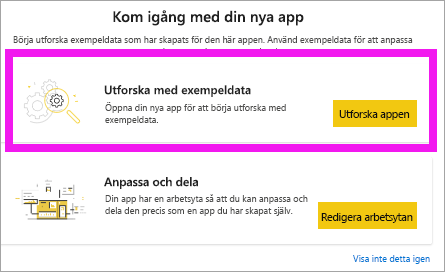 Kom igång med din nya app
Börja utforska exempeldata som har skapats för den här appen. Använd exempeldata för att anpassa
Utforska med exempeldata
Öppna din nya app för att börja utforska med
exempeldata.
Utforska appen
Anpassa och dela
Din app har en arbetsyta så att du kan anpassa och
dela den precis som en app du har skapat själv.
Redigera arbetsytan
Visa inte detta igen